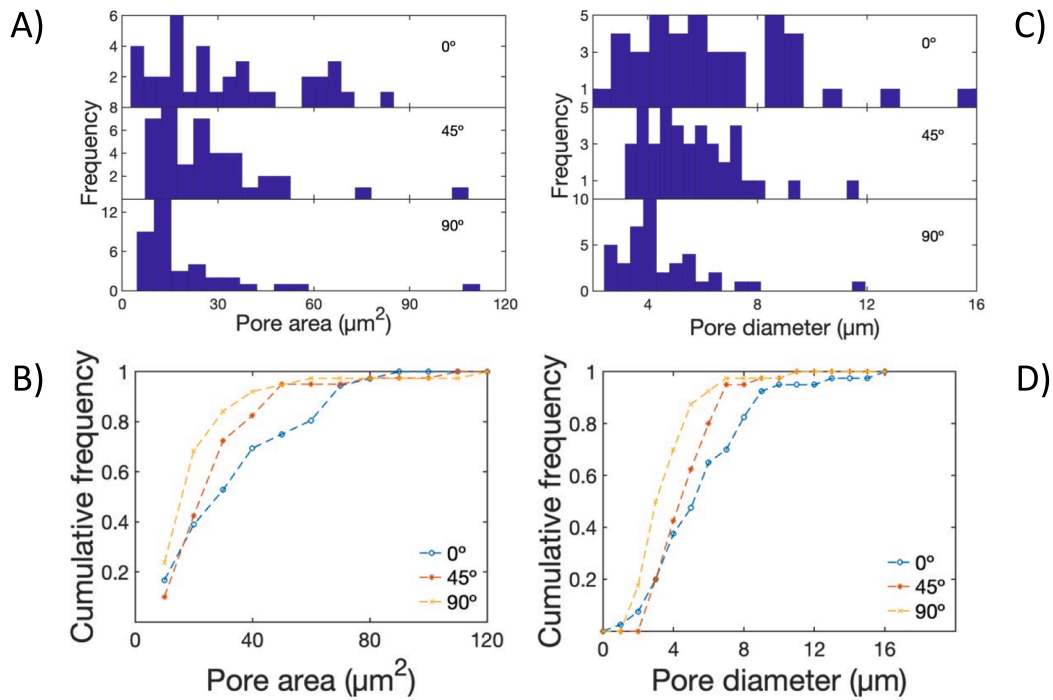 A)
6
4
2
0
0º
8
6
4
2
0
45º
12
6
0
90º
Frequency
0 30 60 90 120
Pore area (µm²)
C)
5
3
1
0º
5
3
1
45º
10
5
0
90º
Frequency
4 8 12 16
Pore diameter (µm)
B)
1
0.8
0.6
0.4
0.2
Cumulative frequency
0º
45º
90º
0 40 80 120
Pore area (µm²)
D)
1
0.8
0.6
0.4
0.2
Cumulative frequency
0º
45º
90º
0 4 8 12 16
Pore diameter (µm)